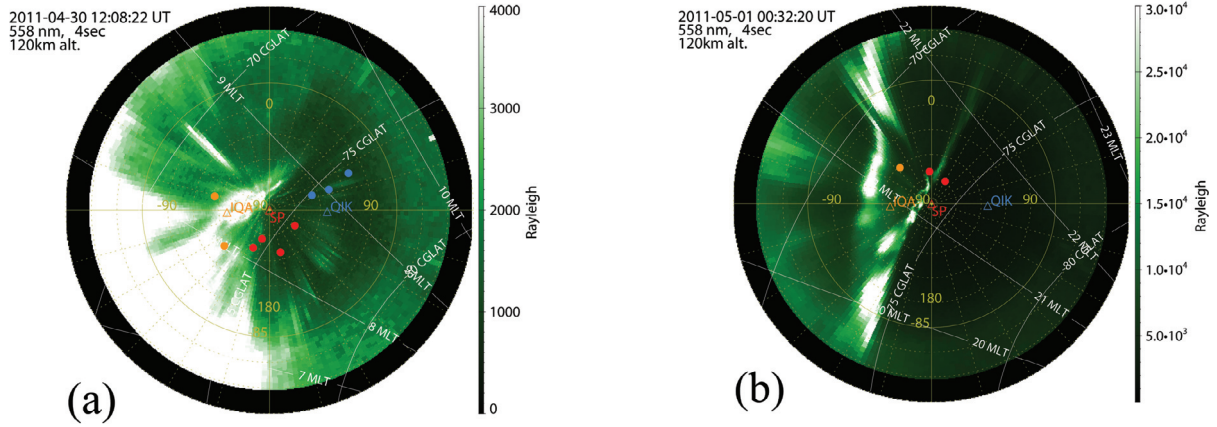 2011-04-30 12:08:22 UT
558 nm, 4sec
120km alt.
-70 CGLAT
9 MLT
0
-75 CGLAT
10 MLT
-90
IQA
90
SP
QIK
90
-80 CGLAT
CGLAT
180
8 MLT
-85
7 MLT
(a)
4000
3000
2000
1000
0
Rayleigh
2011-05-01 00:32:20 UT
558 nm, 4sec
120km alt.
22 MLT
-70 CGLAT
0
23 MLT
-75 CGLAT
-90
MLT
IQA
90
SP
QIK
90
22 MLT
-80 CGLAT
-75 CGLAT
180
21 MLT
-85
20 MLT
(b)
3.0•10⁴
2.5•10⁴
2.0•10⁴
1.5•10⁴
1.0•10⁴
5.0•10³
Rayleigh